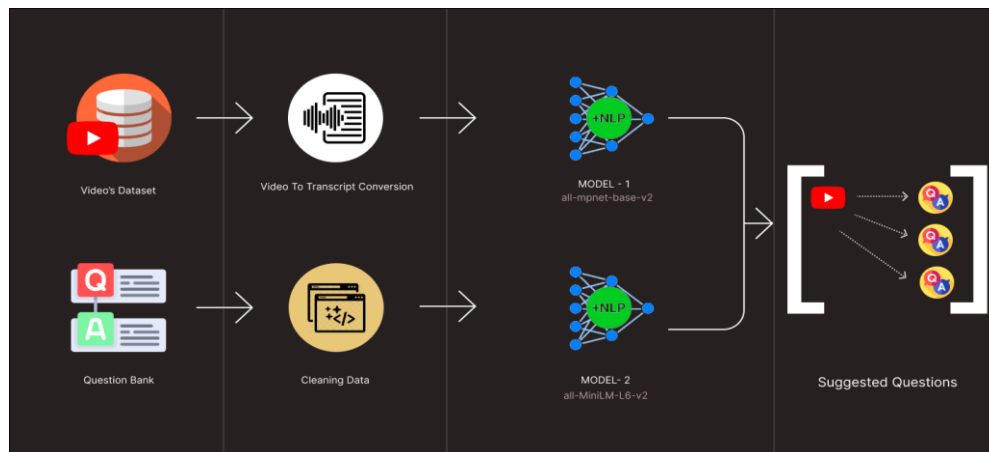 Video's Dataset
Video To Transcript Conversion
+NLP
MODEL - 1
all-mpnet-base-v2
Q
A
Q
A
Q
A
Q
A
Question Bank
</>
Cleaning Data
+NLP
MODEL- 2
all-MiniLM-L6-v2
Suggested Questions